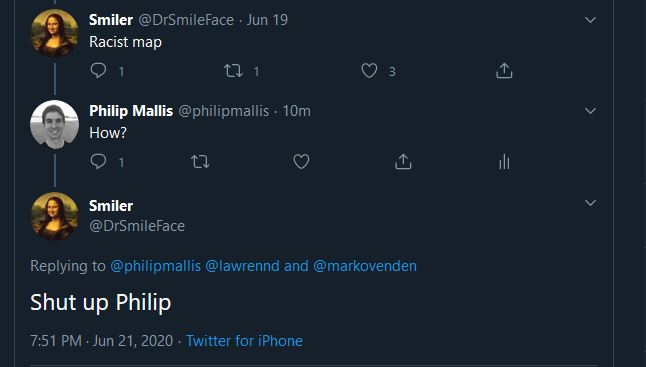 Smiler @DrSmileFace · Jun 19
Racist map
1 1 3
Philip Mallis @philipmallis · 10m
How?
1
Smiler
@DrSmileFace
Replying to @philipmallis @lawrennd and @markovenden
Shut up Philip
7:51 PM · Jun 21, 2020 · Twitter for iPhone